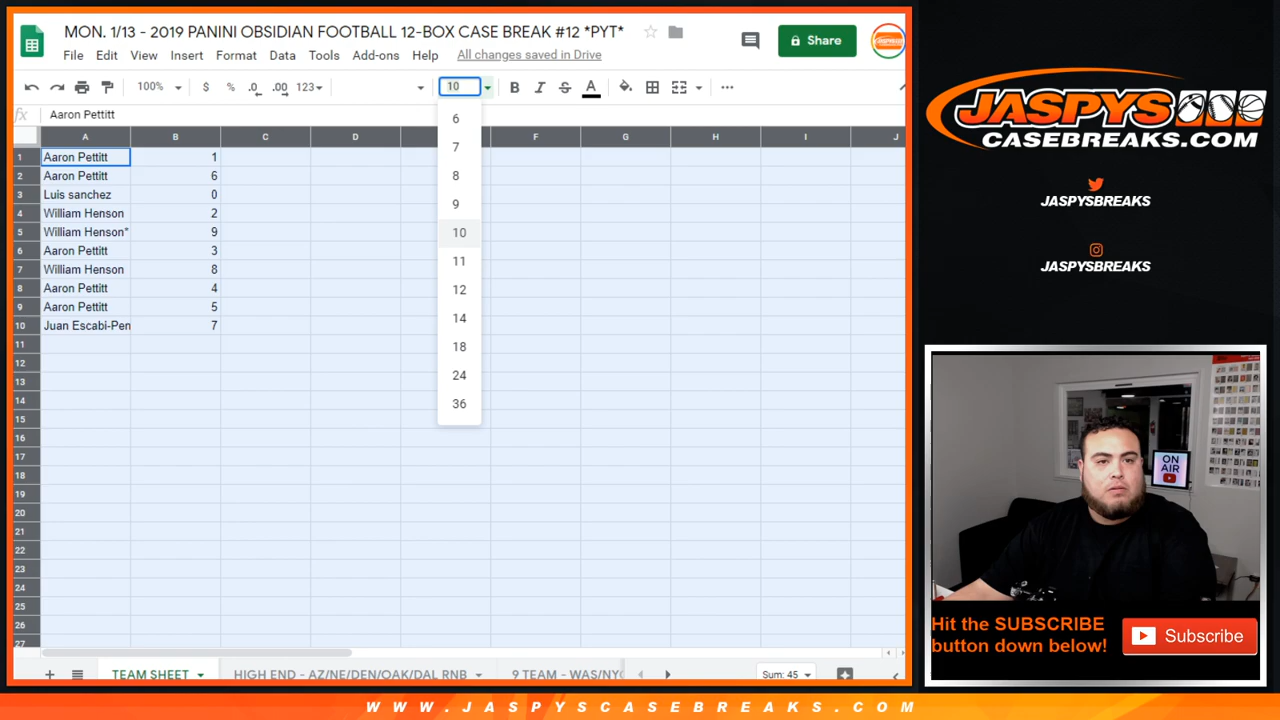 MON. 1/13 - 2019 PANINI OBSIDIAN FOOTBALL 12-BOX CASE BREAK #12 *PYT*
File Edit View Insert Format Data Tools Add-ons Help All changes saved in Drive
Share
100% $ % .0 .00 123 10 B I S A
fx Aaron Pettitt
A B C D F G H I J
1 Aaron Pettitt 1
2 Aaron Pettitt 6
3 Luis sanchez 0
4 William Henson 2
5 William Henson* 9
6 Aaron Pettitt 3
7 William Henson 8
8 Aaron Pettitt 4
9 Aaron Pettitt 5
10 Juan Escabi-Pen 7
11
12
13
14
15
16
17
18
19
20
21
22
23
24
25
26
27
6
7
8
9
10
11
12
14
18
24
36
TEAM SHEET HIGH END - AZ/NE/DEN/OAK/DAL RNB 9 TEAM - WAS/NYG Sum: 45
JASPYS
CASEBREAKS.COM
JASPYSBREAKS
JASPYSBREAKS
ON
AIR
Hit the SUBSCRIBE
button down below!
Subscribe
WWW.JASPYSCASEBREAKS.COM